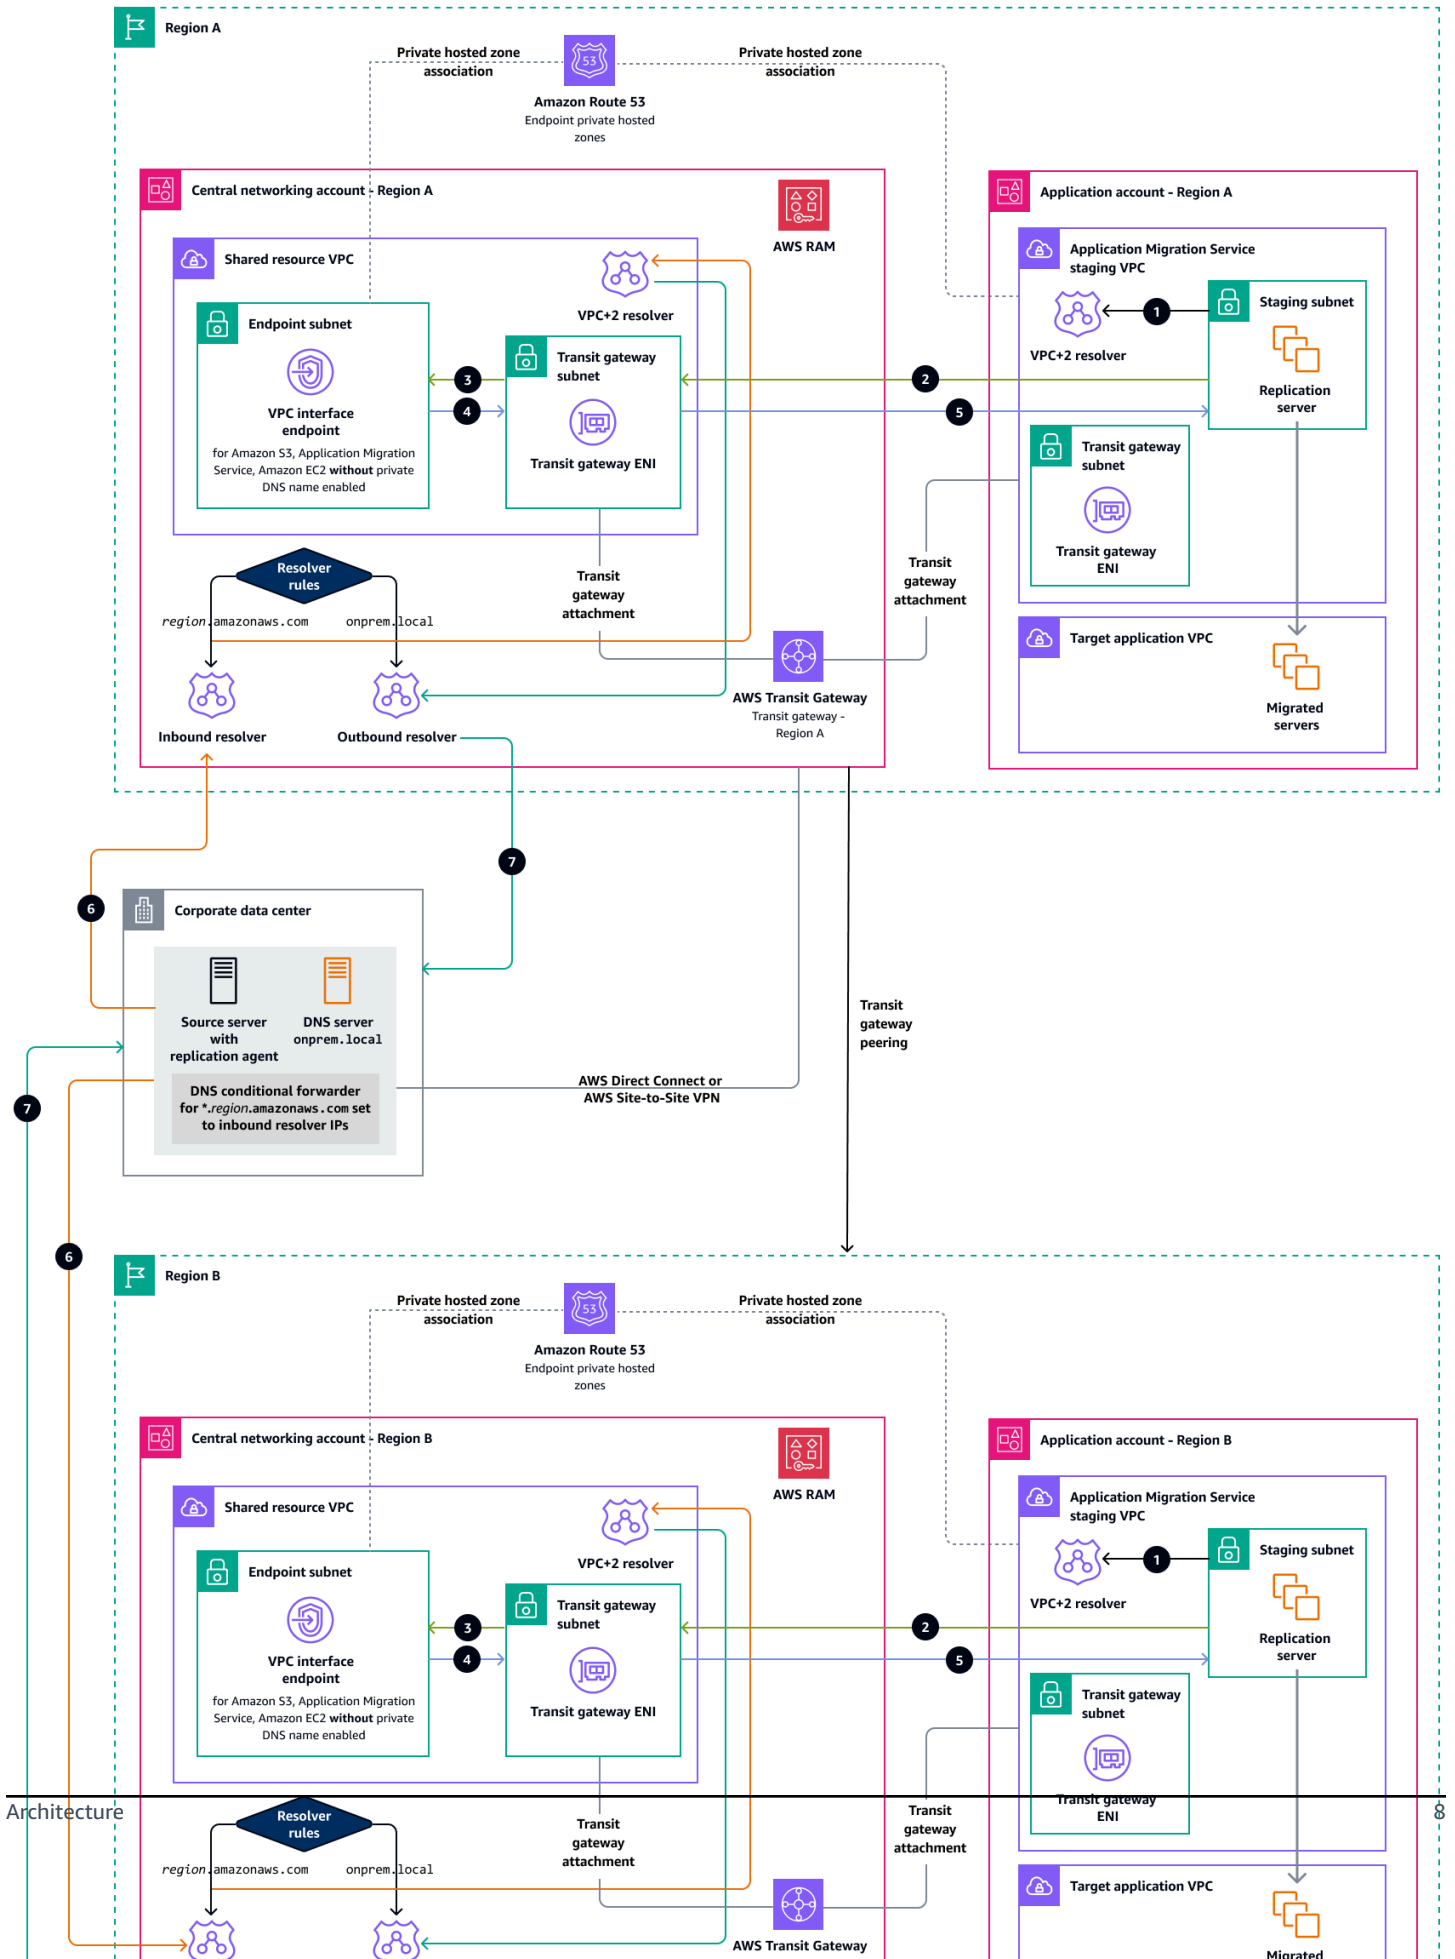 Region A
Private hosted zone
association
53
Private hosted zone
association
Amazon Route 53
Endpoint private hosted
zones
Central networking account - Region A
AWS RAM
Application account - Region A
Shared resource VPC
VPC+2 resolver
Application Migration Service
staging VPC
Endpoint subnet
VPC interface
endpoint
for Amazon S3, Application Migration
Service, Amazon EC2 without private
DNS name enabled
3
4
Transit gateway
subnet
Transit gateway ENI
2
5
VPC+2 resolver
1
Staging subnet
Replication
server
Transit gateway
subnet
Transit gateway
ENI
Resolver
rules
region.amazonaws.com
onprem.local
Transit
gateway
attachment
Transit
gateway
attachment
Target application VPC
Migrated
servers
Inbound resolver
Outbound resolver
AWS Transit Gateway
Transit gateway -
Region A
7
6
Corporate data center
Source server
with
replication agent
DNS server
onprem.local
DNS conditional forwarder
for *.region.amazonaws.com set
to inbound resolver IPs
AWS Direct Connect or
AWS Site-to-Site VPN
Transit
gateway
peering
7
6
Region B
Private hosted zone
association
53
Private hosted zone
association
Amazon Route 53
Endpoint private hosted
zones
Central networking account - Region B
AWS RAM
Application account - Region B
Shared resource VPC
VPC+2 resolver
Application Migration Service
staging VPC
Endpoint subnet
VPC interface
endpoint
for Amazon S3, Application Migration
Service, Amazon EC2 without private
DNS name enabled
3
4
Transit gateway
subnet
Transit gateway ENI
2
5
VPC+2 resolver
1
Staging subnet
Replication
server
Transit gateway
subnet
Transit gateway
ENI
Architecture
8
Resolver
rules
region.amazonaws.com
onprem.local
Transit
gateway
attachment
Transit
gateway
attachment
Target application VPC
Migrated
AWS Transit Gateway